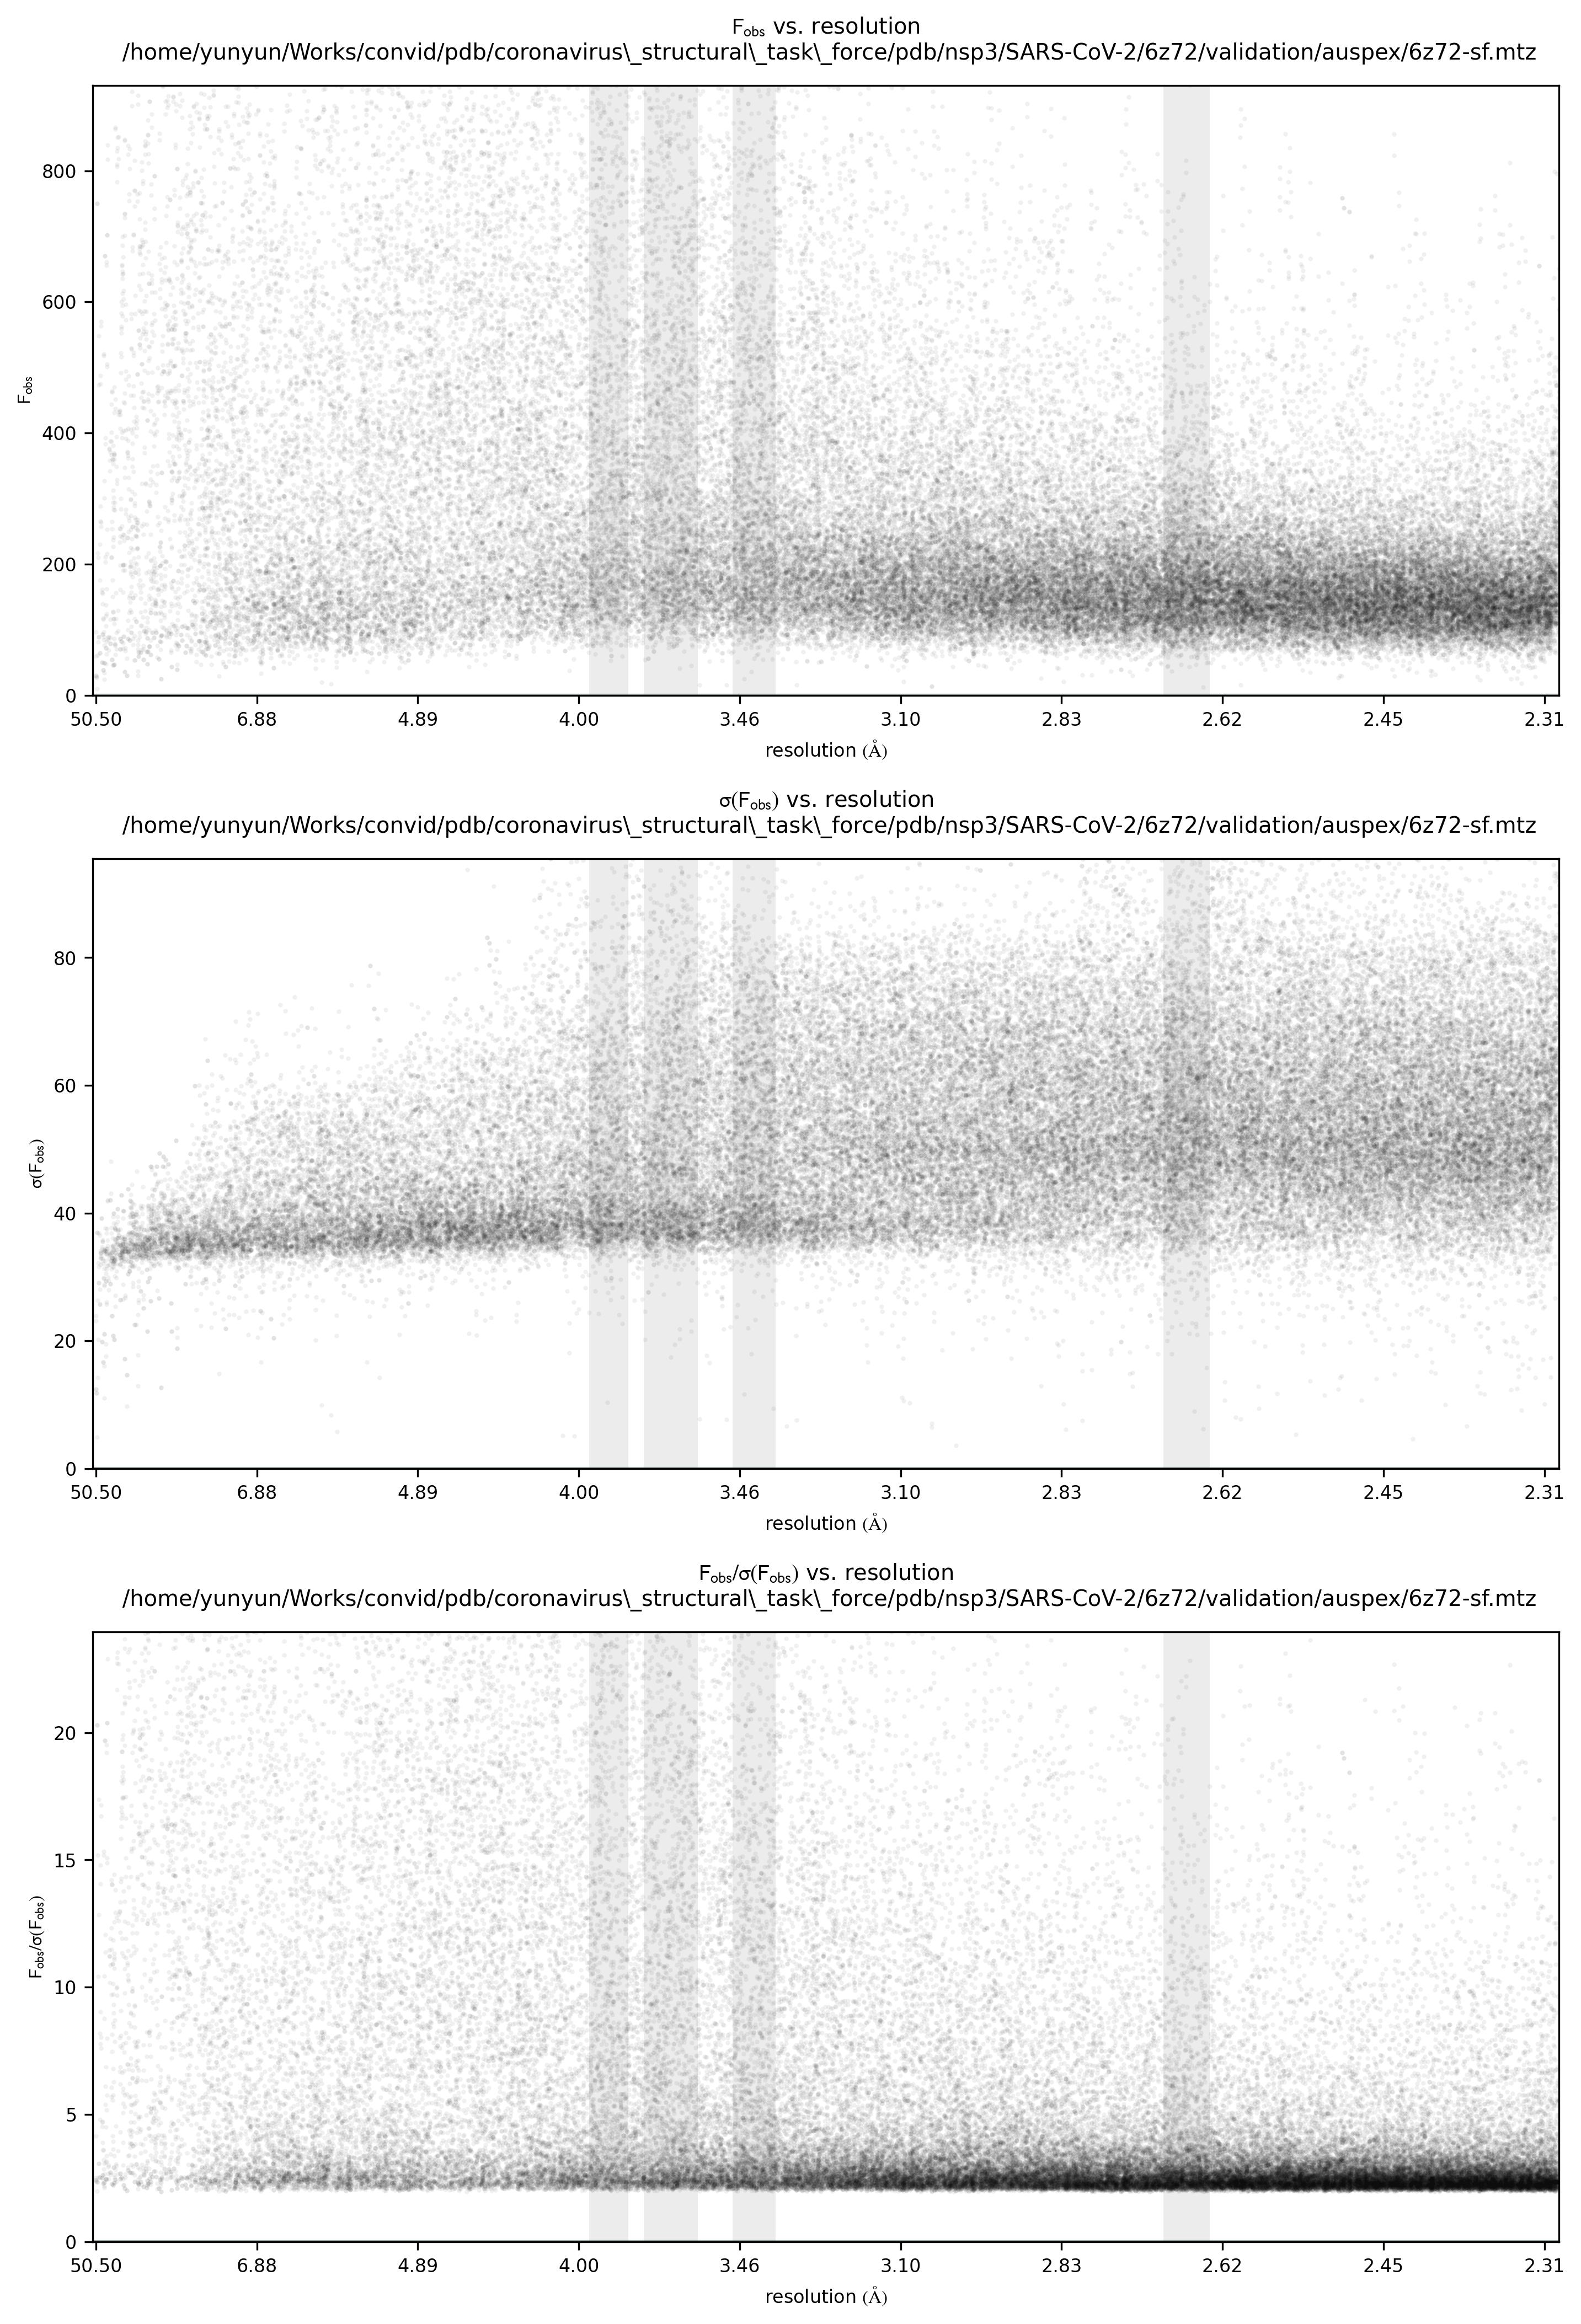 Fobs vs. resolution
/home/yunyun/Works/convid/pdb/coronavirus\_structural\_task\_force/pdb/nsp3/SARS-CoV-2/6z72/validation/auspex/6z72-sf.mtz
800
600
400
200
0
Fobs
50.50 6.88 4.89 4.00 3.46 3.10 2.83 2.62 2.45 2.31
resolution (Å)
σ(Fobs) vs. resolution
/home/yunyun/Works/convid/pdb/coronavirus\_structural\_task\_force/pdb/nsp3/SARS-CoV-2/6z72/validation/auspex/6z72-sf.mtz
80
60
40
20
0
σ(Fobs)
50.50 6.88 4.89 4.00 3.46 3.10 2.83 2.62 2.45 2.31
resolution (Å)
Fobs/σ(Fobs) vs. resolution
/home/yunyun/Works/convid/pdb/coronavirus\_structural\_task\_force/pdb/nsp3/SARS-CoV-2/6z72/validation/auspex/6z72-sf.mtz
20
15
10
5
0
Fobs/σ(Fobs)
50.50 6.88 4.89 4.00 3.46 3.10 2.83 2.62 2.45 2.31
resolution (Å)